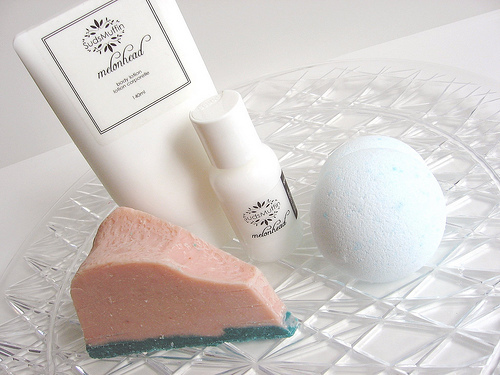 SudsMuffin
melonhead
body lotion
lotion corporelle
140ml
SudsMuffin
melonhead